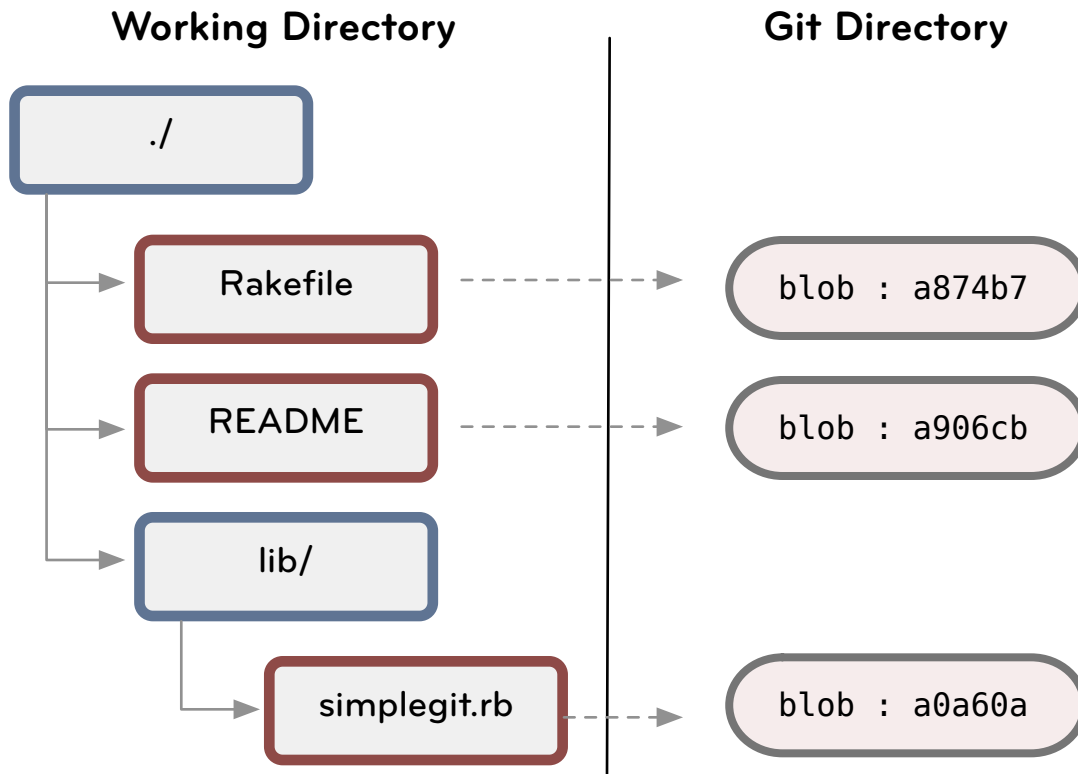 Working Directory
Git Directory
./
Rakefile
blob : a874b7
README
blob : a906cb
lib/
simplegit.rb
blob : a0a60a